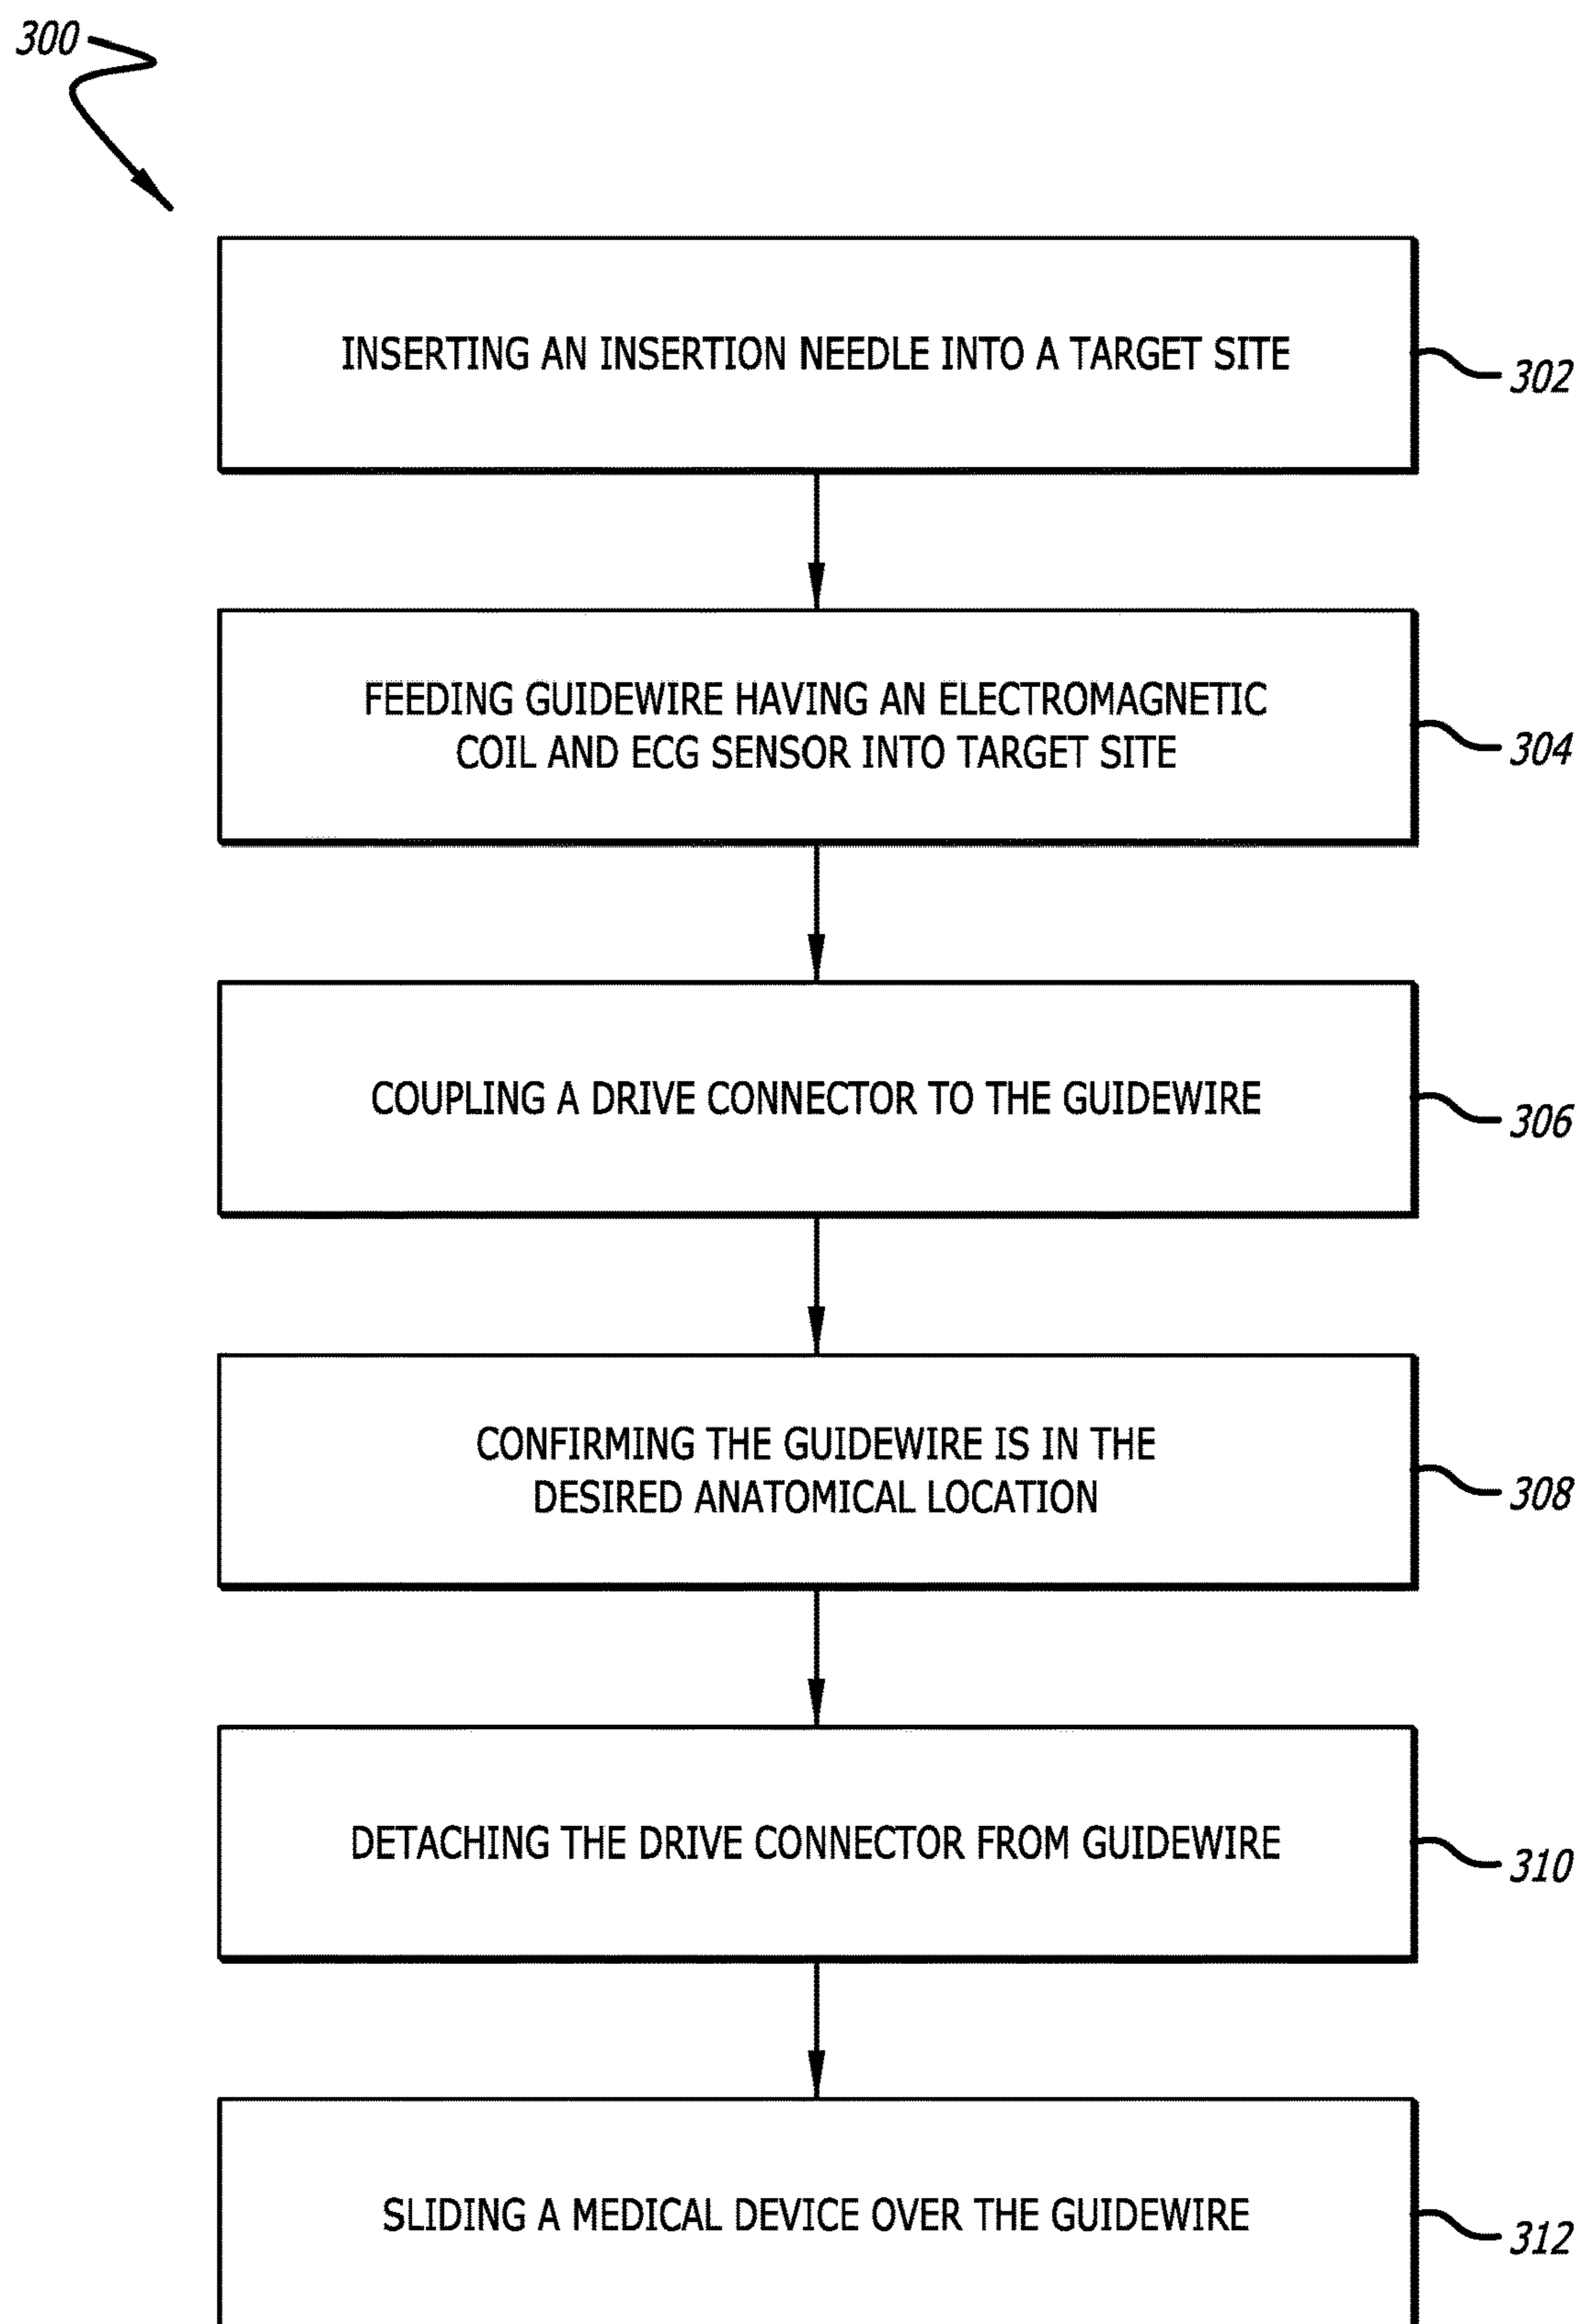 300
INSERTING AN INSERTION NEEDLE INTO A TARGET SITE
302
FEEDING GUIDEWIRE HAVING AN ELECTROMAGNETIC
COIL AND ECG SENSOR INTO TARGET SITE
304
COUPLING A DRIVE CONNECTOR TO THE GUIDEWIRE
306
CONFIRMING THE GUIDEWIRE IS IN THE
DESIRED ANATOMICAL LOCATION
308
DETACHING THE DRIVE CONNECTOR FROM GUIDEWIRE
310
SLIDING A MEDICAL DEVICE OVER THE GUIDEWIRE
312